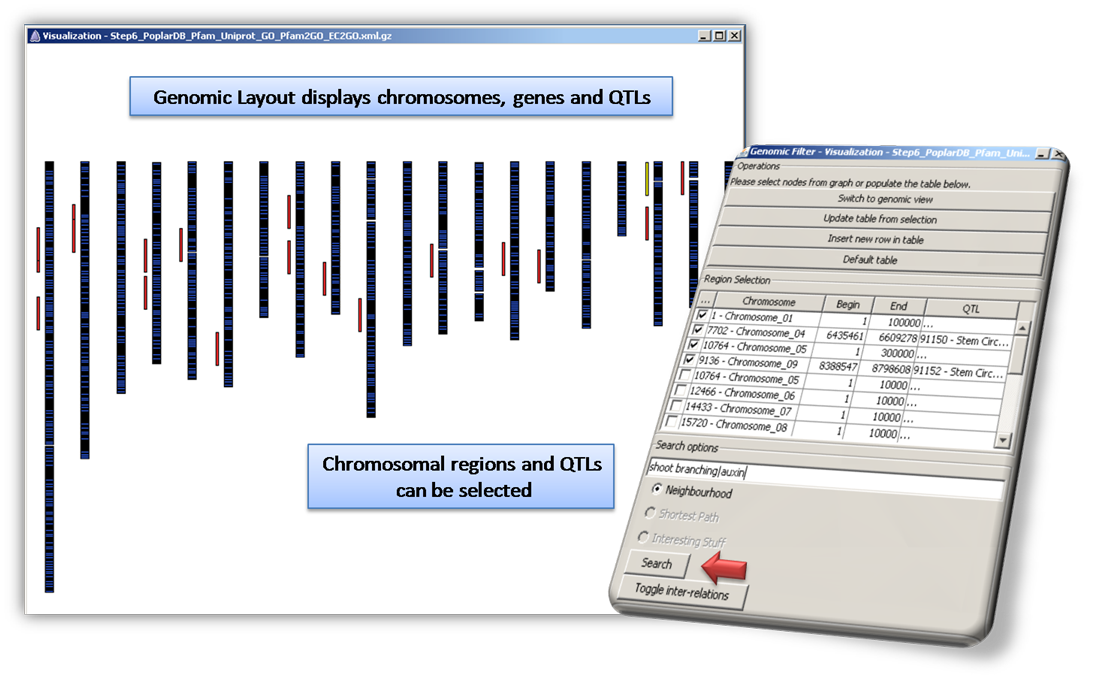 Visualization - Step6_PoplarDB_Pfam_Uniprot_GO_Pfam2GO_EC2GO.xml.gz
Genomic Layout displays chromosomes, genes and QTLs
Chromosomal regions and QTLs
can be selected
Genomic Filter - Visualization - Step6_PoplarDB_Pfam_Uni...
Operations
Please select nodes from graph or populate the table below.
Switch to genomic view
Update table from selection
Insert new row in table
Default table
Region Selection
... Chromosome Begin End QTL
1 - Chromosome_01 1 100000 ...
7702 - Chromosome_04 6435461 6609278 91150 - Stem Circ...
10764 - Chromosome_05 1 300000 ...
9136 - Chromosome_09 8388547 8798608 91152 - Stem Circ...
10764 - Chromosome_05 1 10000 ...
12466 - Chromosome_06 1 10000 ...
14433 - Chromosome_07 1 10000 ...
15720 - Chromosome_08 1 10000 ...
Search options
shoot branching|auxin
Neighbourhood
Shortest Path
Interesting Stuff
Search
Toggle inter-relations